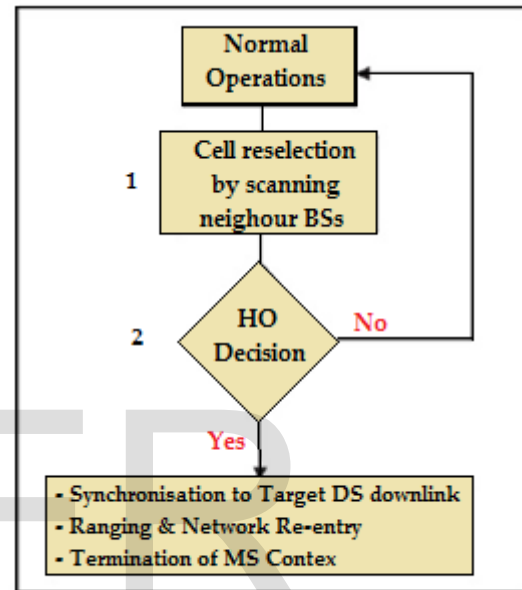 Normal
Operations
1
Cell reselection
by scanning
neighour BSs
2
HO
Decision
No
Yes
- Synchronisation to Target DS downlink
- Ranging & Network Re-entry
- Termination of MS Contex